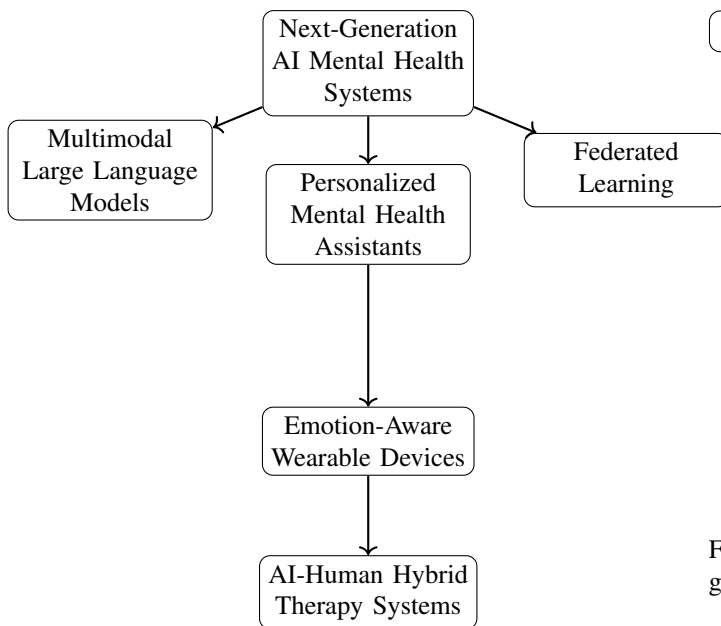 Next-Generation
AI Mental Health
Systems
Multimodal
Large Language
Models
Personalized
Mental Health
Assistants
Federated
Learning
Emotion-Aware
Wearable Devices
AI-Human Hybrid
Therapy Systems